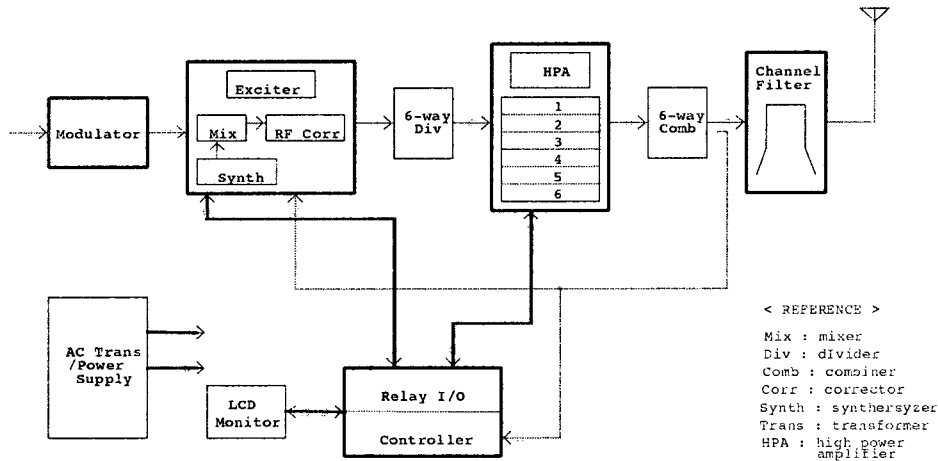 Modulator
Exciter
Mix
RF Corr
Synth
6-way
Div
HPA
1
2
3
4
5
6
6-way
Comb
Channel
Filter
AC Trans
/Power
Supply
LCD
Monitor
Relay I/O
Controller
< REFERENCE >
Mix : mixer
Div : dIvider
Comb : combiner
Corr : corrector
Synth : synthersyzer
Trans : transformer
HPA : high power
amplifier